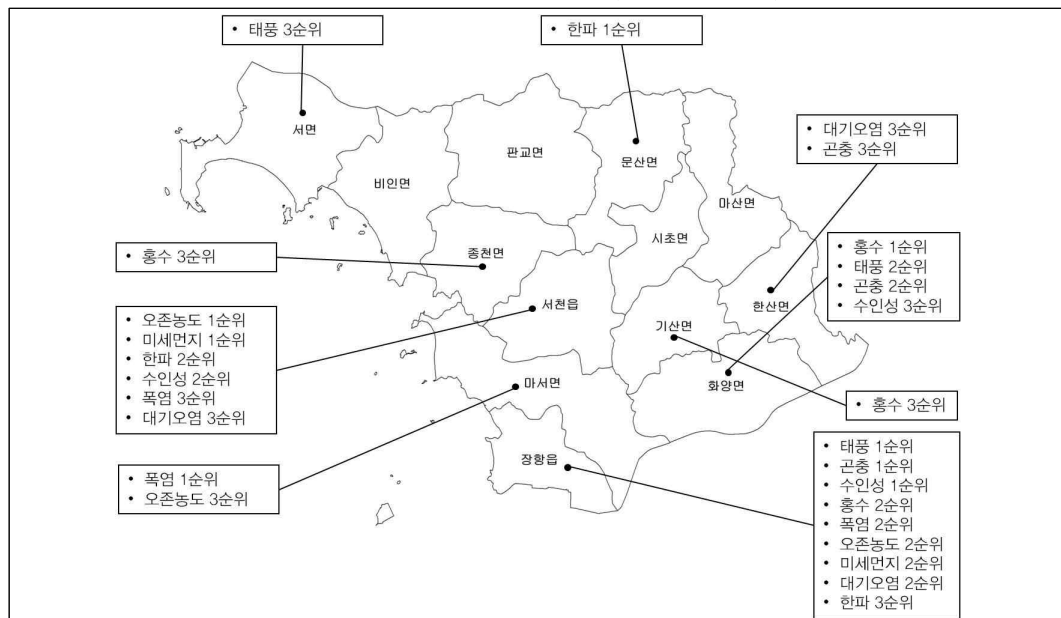 • 태풍 3순위
• 한파 1순위
서면
판교면
문산면
• 대기오염 3순위
• 곤충 3순위
비인면
마산면
시초면
• 홍수 3순위
종천면
• 홍수 1순위
• 태풍 2순위
• 곤충 2순위
• 수인성 3순위
한산면
서천읍
기산면
• 오존농도 1순위
• 미세먼지 1순위
• 한파 2순위
• 수인성 2순위
• 폭염 3순위
• 대기오염 3순위
마서면
화양면
• 홍수 3순위
• 폭염 1순위
• 오존농도 3순위
장항읍
• 태풍 1순위
• 곤충 1순위
• 수인성 1순위
• 홍수 2순위
• 폭염 2순위
• 오존농도 2순위
• 미세먼지 2순위
• 대기오염 2순위
• 한파 3순위